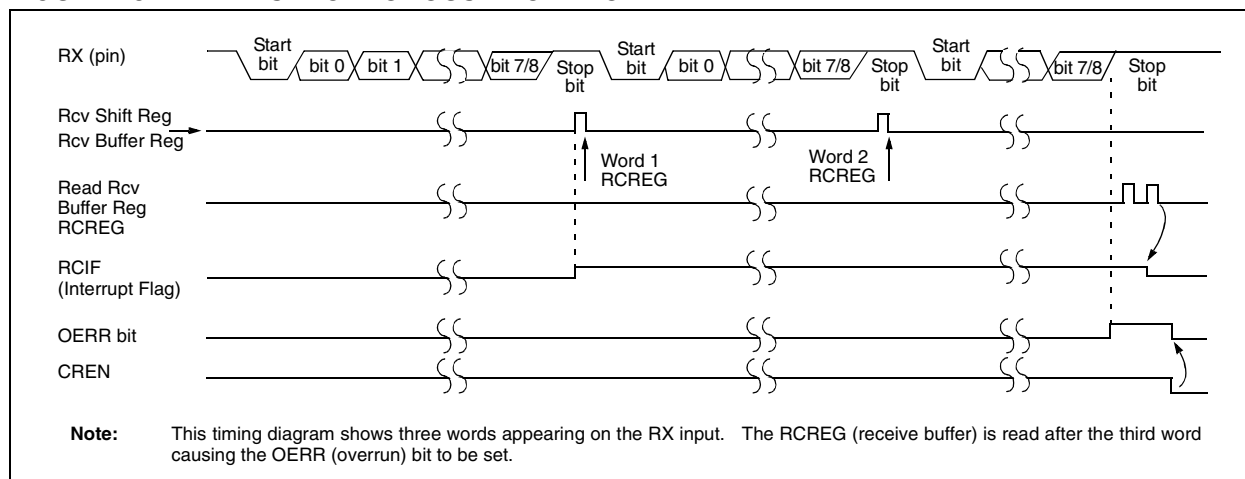 RX (pin)
Start bit
bit 0
bit 1
bit 7/8
Stop bit
Start bit
bit 0
bit 7/8
Stop bit
Start bit
bit 7/8
Stop bit
Rcv Shift Reg
Rcv Buffer Reg
Word 1
RCREG
Word 2
RCREG
Read Rcv
Buffer Reg
RCREG
RCIF
(Interrupt Flag)
OERR bit
CREN
Note: This timing diagram shows three words appearing on the RX input. The RCREG (receive buffer) is read after the third word
causing the OERR (overrun) bit to be set.